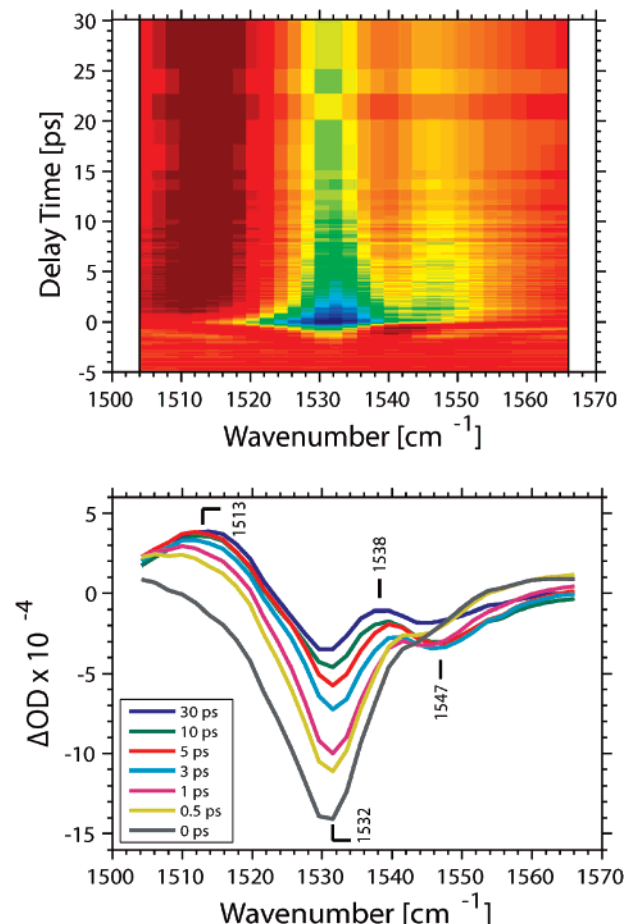 30
25
20
15
10
5
0
-5
Delay Time [ps]
1500 1510 1520 1530 1540 1550 1560 1570
Wavenumber [cm -1]
5
0
-5
-10
-15
ΔOD x 10 -4
1513
1538
1547
1532
30 ps
10 ps
5 ps
3 ps
1 ps
0.5 ps
0 ps
1500 1510 1520 1530 1540 1550 1560 1570
Wavenumber [cm -1]